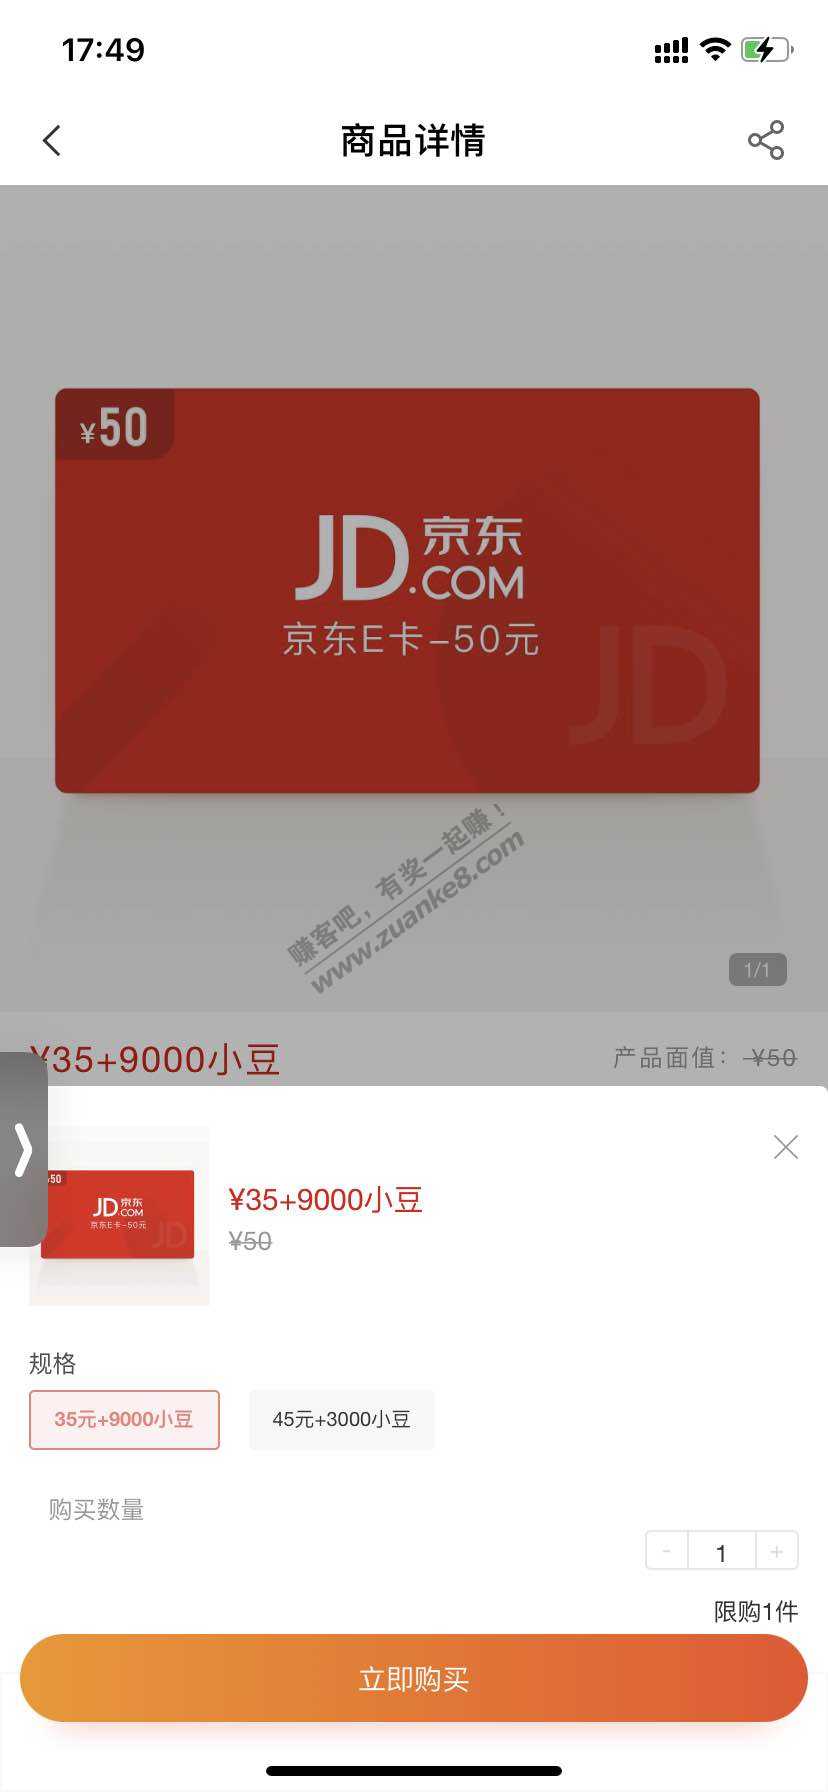 17:49
商品详情
¥50
JD 京东
.COM
京东E卡-50元
JD
赚客吧，有奖一起赚！
www.zuanke8.com
1/1
¥35+9000小豆
产品面值：¥50
50
JD 京东
.COM
京东E卡-50元
JD
¥35+9000小豆
¥50
规格
35元+9000小豆
45元+3000小豆
购买数量
- 1 +
限购1件
立即购买